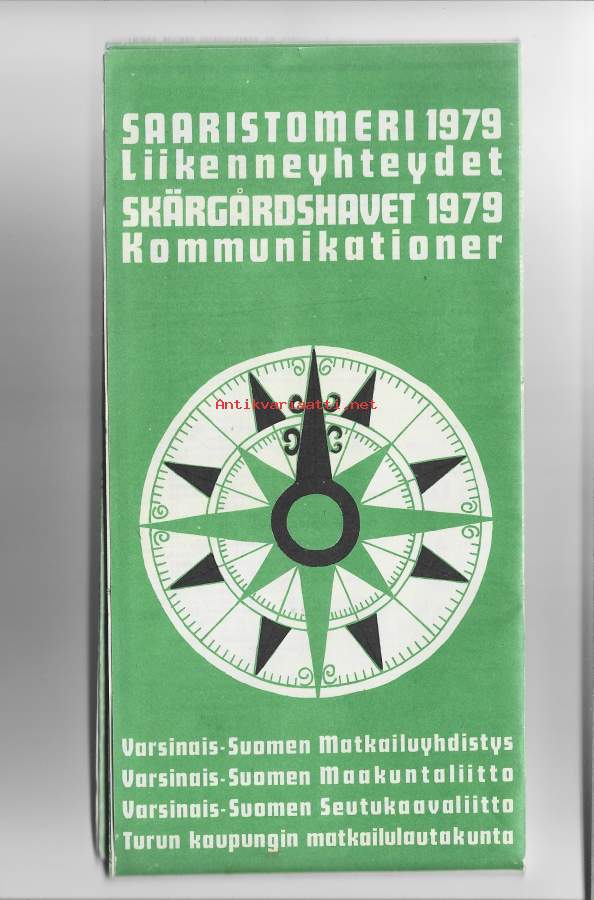 SAARISTOMERI 1979
Liikenneyhteydet
SKÄRGÅRDSHAVET 1979
Kommunikationer
Antikvariaatti.net
Varsinais-Suomen Matkailuyhdistys
Varsinais-Suomen Maakuntaliitto
Varsinais-Suomen Seutukaavaliitto
Turun kaupungin matkailulautakunta